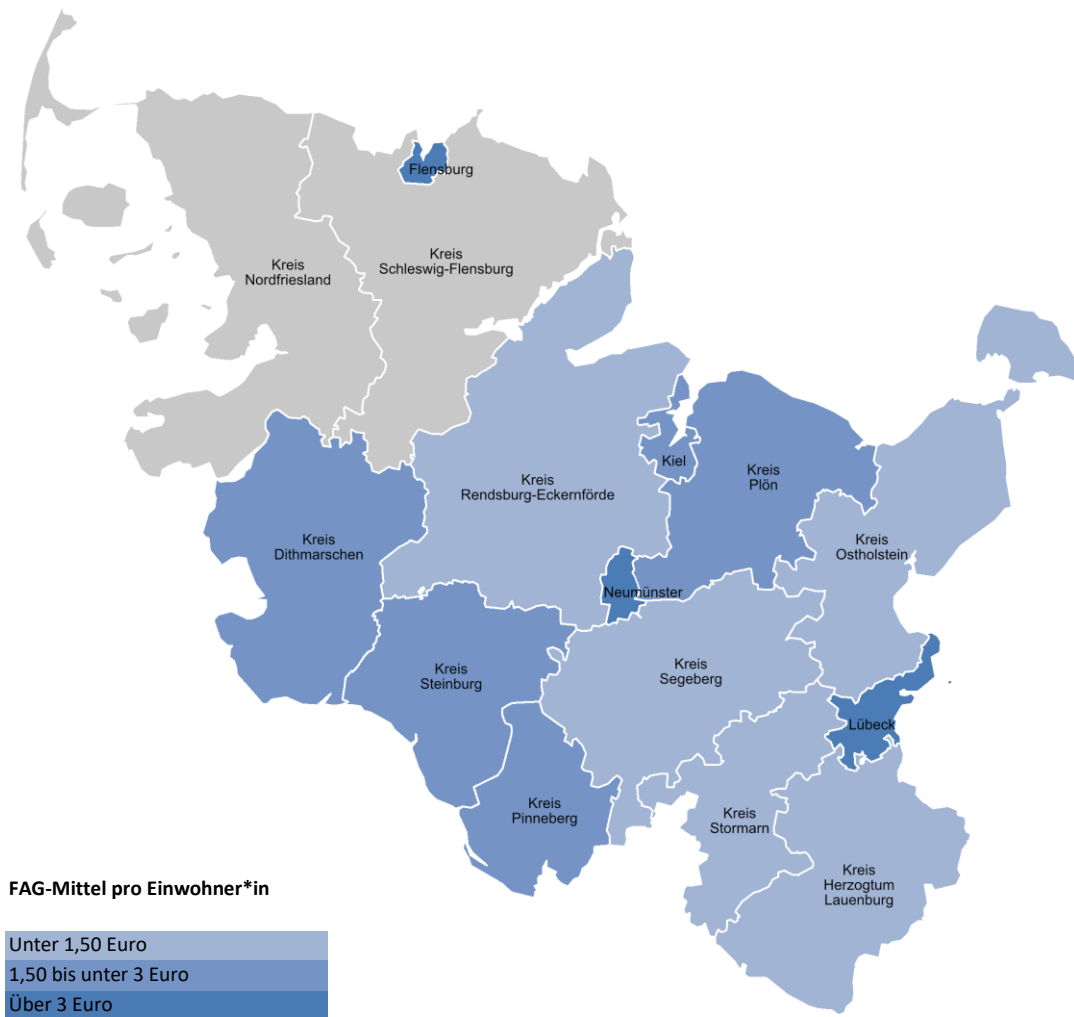 Flensburg
Kreis
Schleswig-Flensburg
Kreis
Nordfriesland
Kiel
Kreis
Plön
Kreis
Rendsburg-Eckernförde
Kreis
Ostholstein
Kreis
Dithmarschen
Neumünster
Kreis
Steinburg
Kreis
Segeberg
Lübeck
Kreis
Pinneberg
Kreis
Stormarn
Kreis
Herzogtum
Lauenburg
FAG-Mittel pro Einwohner*in
Unter 1,50 Euro
1,50 bis unter 3 Euro
Über 3 Euro